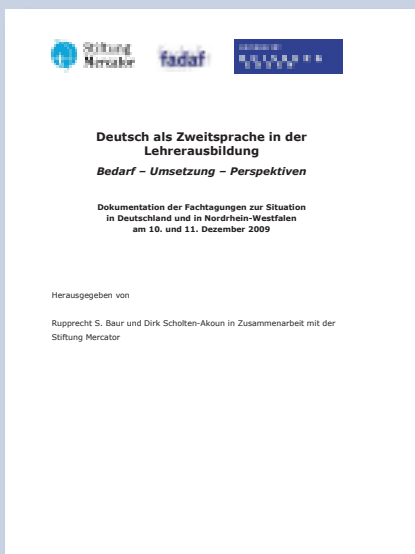 Stiftung
Mercator
fadaf
Deutsch als Zweitsprache in der
Lehrerausbildung
Bedarf – Umsetzung – Perspektiven
Dokumentation der Fachtagungen zur Situation
in Deutschland und in Nordrhein-Westfalen
am 10. und 11. Dezember 2009
Herausgegeben von
Rupprecht S. Baur und Dirk Scholten-Akoun in Zusammenarbeit mit der
Stiftung Mercator